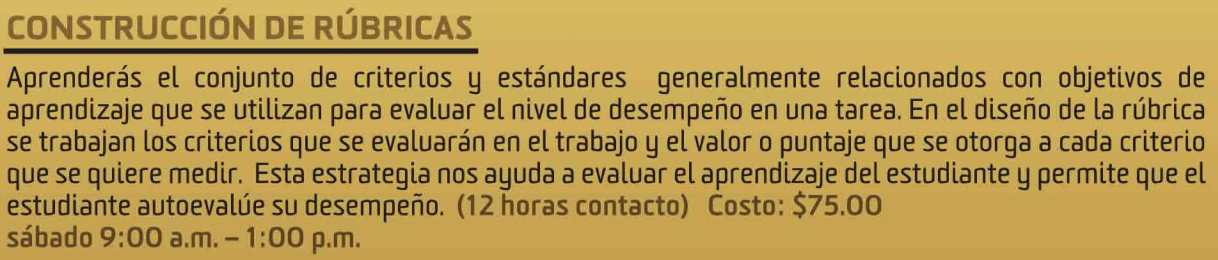 CONSTRUCCIÓN DE RÚBRICAS
Aprenderás el conjunto de criterios y estándares generalmente relacionados con objetivos de
aprendizaje que se utilizan para evaluar el nivel de desempeño en una tarea. En el diseño de la rúbrica
se trabajan los criterios que se evaluarán en el trabajo y el valor o puntaje que se otorga a cada criterio
que se quiere medir. Esta estrategia nos ayuda a evaluar el aprendizaje del estudiante y permite que el
estudiante autoevalúe su desempeño. (12 horas contacto) Costo: $75.00
sábado 9:00 a.m. – 1:00 p.m.